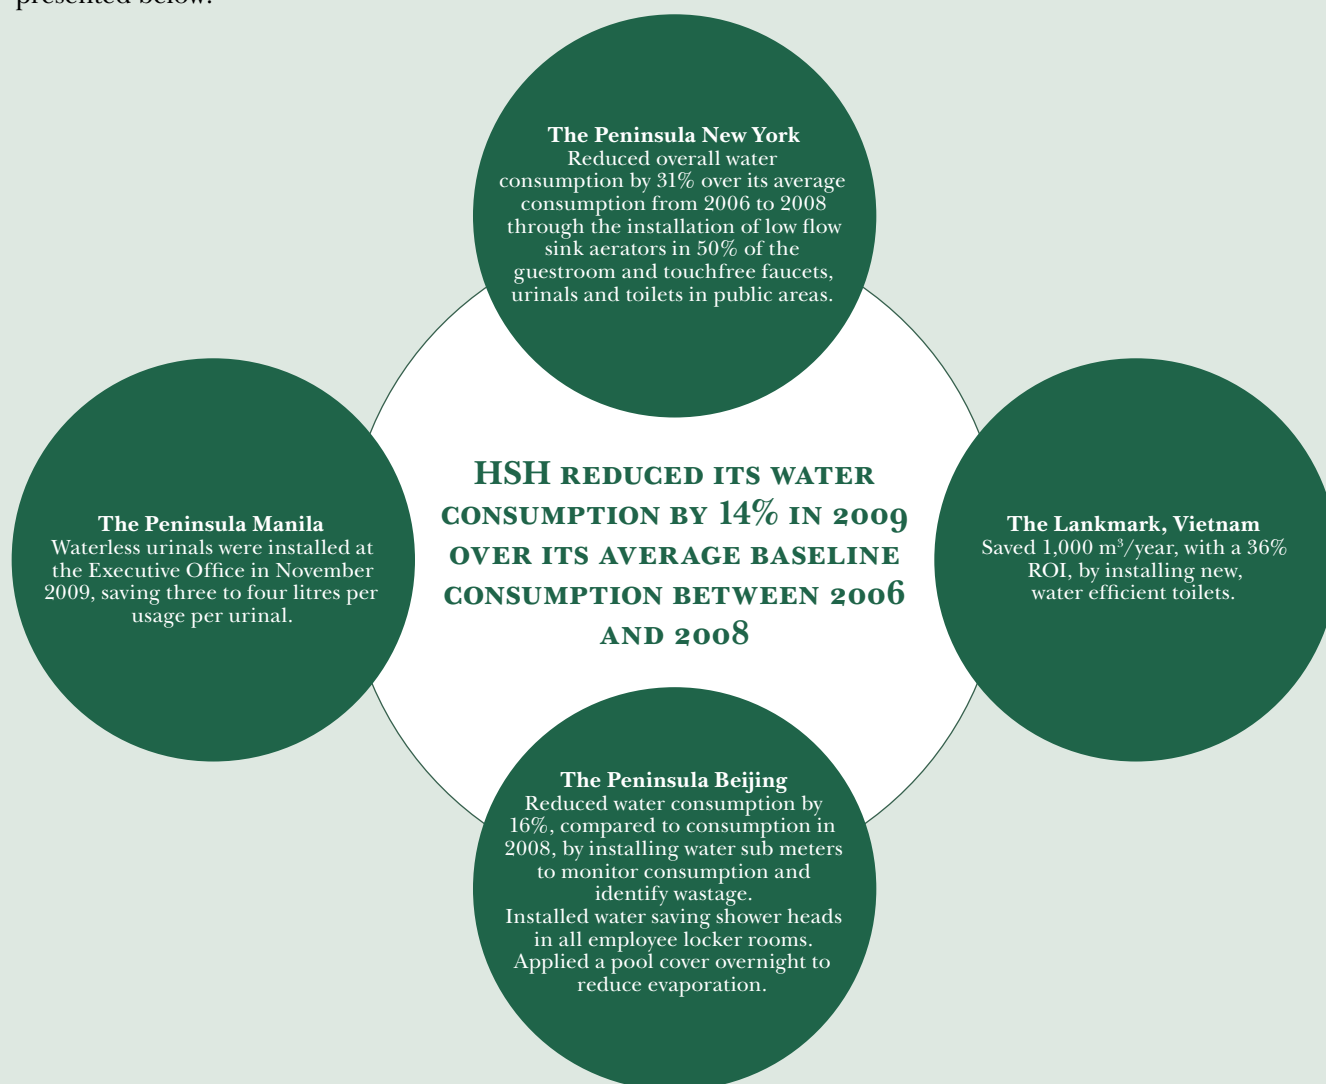 presented below.
The Peninsula New York
Reduced overall water
consumption by 31% over its average
consumption from 2006 to 2008
through the installation of low flow
sink aerators in 50% of the
guestroom and touchfree faucets,
urinals and toilets in public areas.
The Peninsula Manila
Waterless urinals were installed at
the Executive Office in November
2009, saving three to four litres per
usage per urinal.
HSH REDUCED ITS WATER
CONSUMPTION BY 14% IN 2009
OVER ITS AVERAGE BASELINE
CONSUMPTION BETWEEN 2006
AND 2008
The Lankmark, Vietnam
Saved 1,000 m³/year, with a 36%
ROI, by installing new,
water efficient toilets.
The Peninsula Beijing
Reduced water consumption by
16%, compared to consumption in
2008, by installing water sub meters
to monitor consumption and
identify wastage.
Installed water saving shower heads
in all employee locker rooms.
Applied a pool cover overnight to
reduce evaporation.